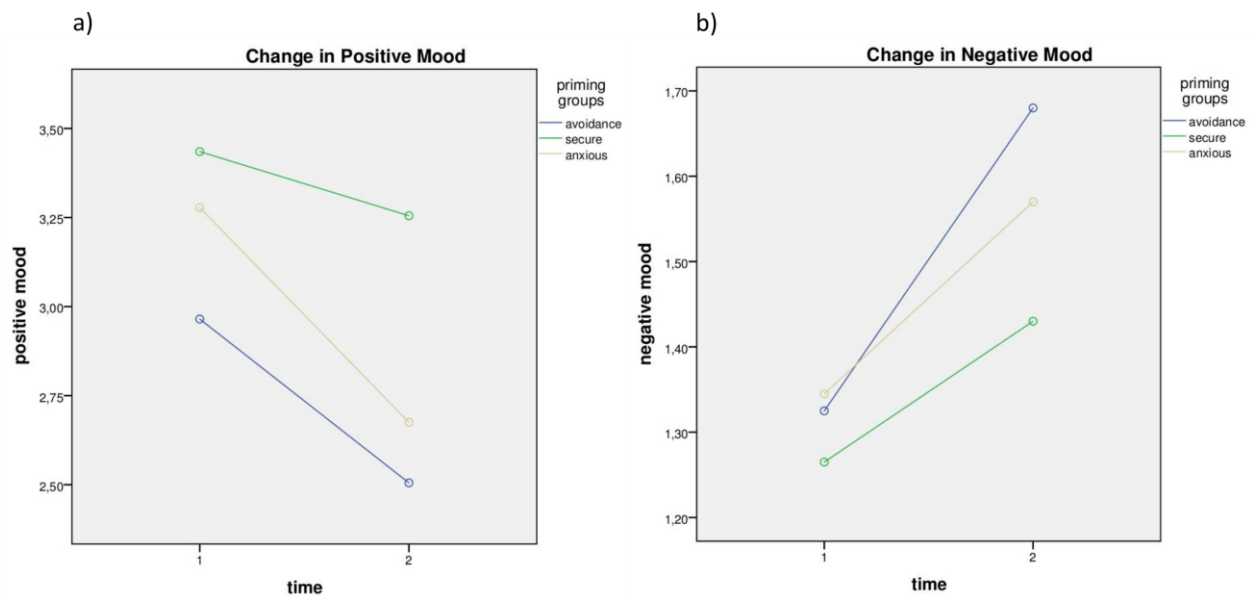 a)
Change in Positive Mood
priming
groups
avoidance
secure
anxious
3,50
3,25
3,00
2,75
2,50
positive mood
1
2
time
b)
Change in Negative Mood
priming
groups
avoidance
secure
anxious
1,70
1,60
1,50
1,40
1,30
1,20
negative mood
1
2
time